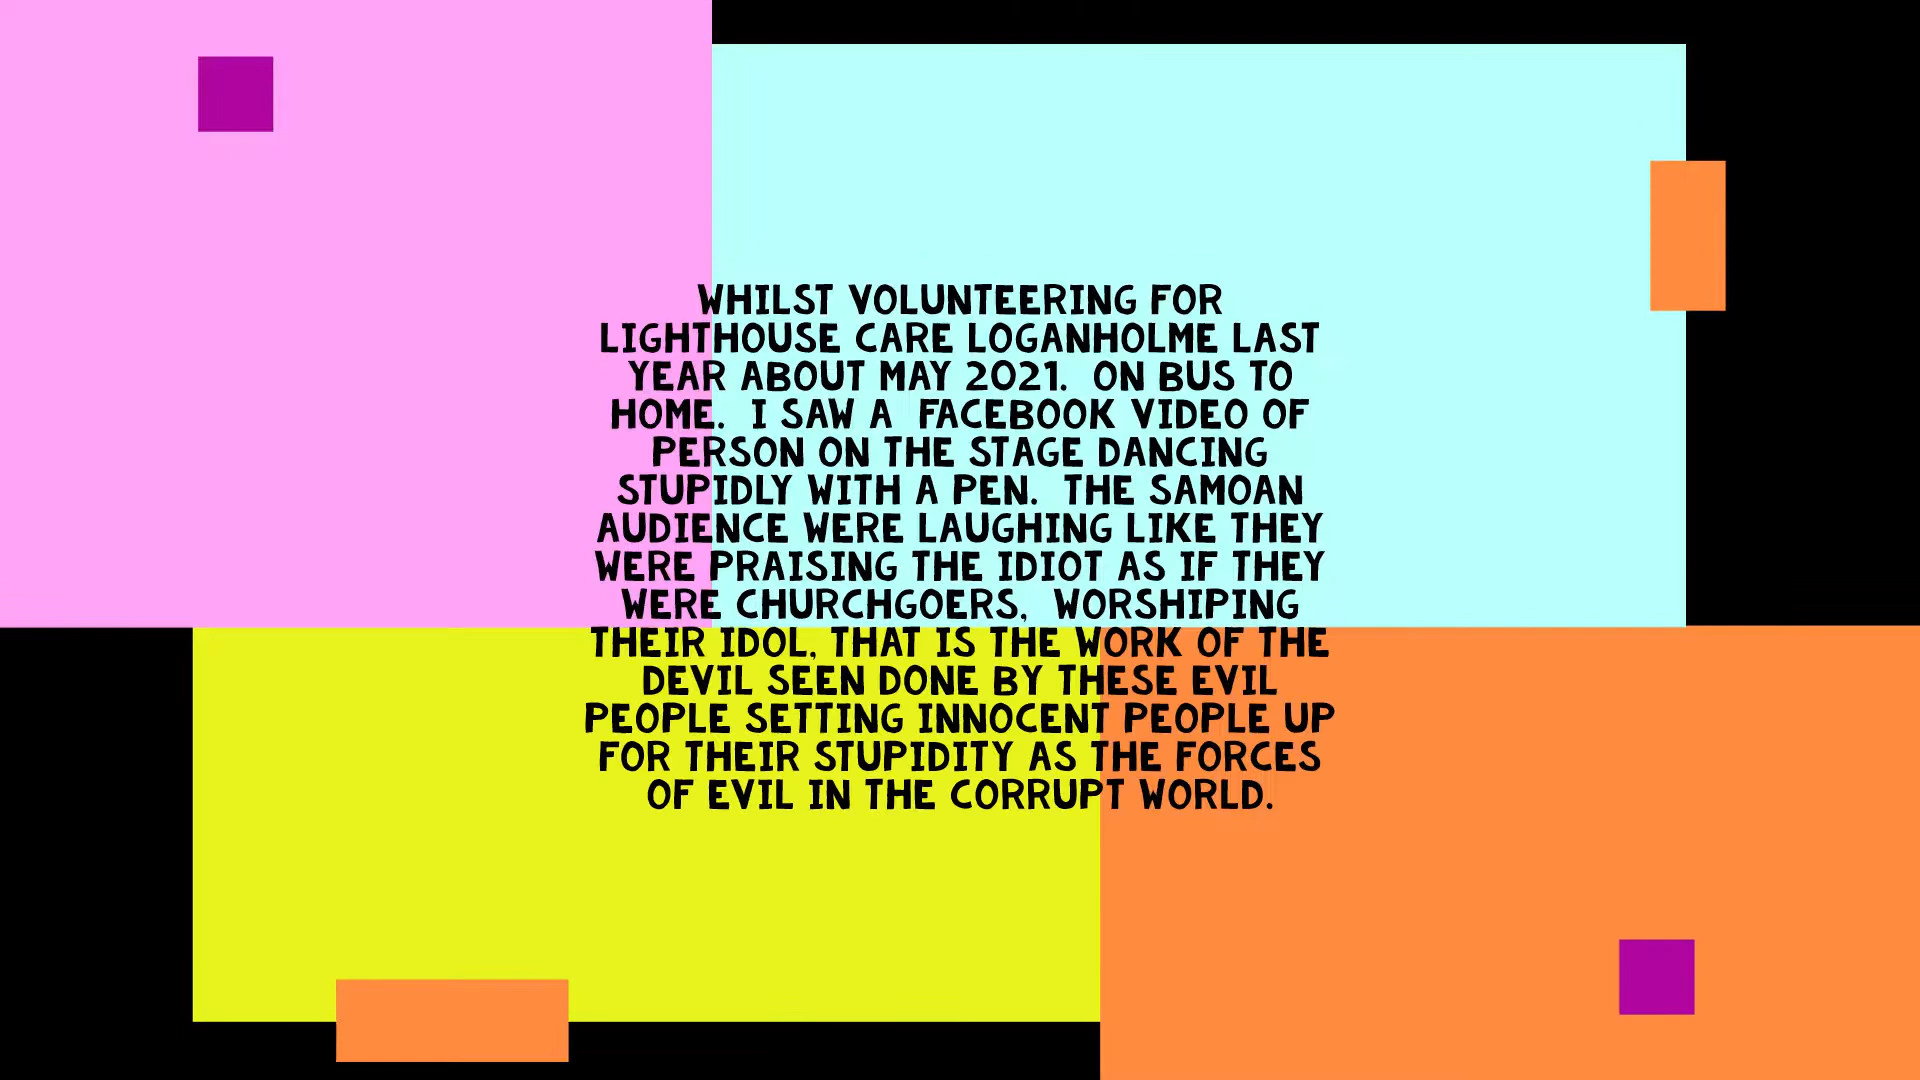 WHILST VOLUNTEERING FOR
LIGHTHOUSE CARE LOGANHOLME LAST
YEAR ABOUT MAY 2021.  ON BUS TO
HOME.  I SAW A  FACEBOOK VIDEO OF
PERSON ON THE STAGE DANCING
STUPIDLY WITH A PEN.  THE SAMOAN
AUDIENCE WERE LAUGHING LIKE THEY
WERE PRAISING THE IDIOT AS IF THEY
WERE CHURCHGOERS,  WORSHIPING
THEIR IDOL, THAT IS THE WORK OF THE
DEVIL SEEN DONE BY THESE EVIL
PEOPLE SETTING INNOCENT PEOPLE UP
FOR THEIR STUPIDITY AS THE FORCES
OF EVIL IN THE CORRUPT WORLD.